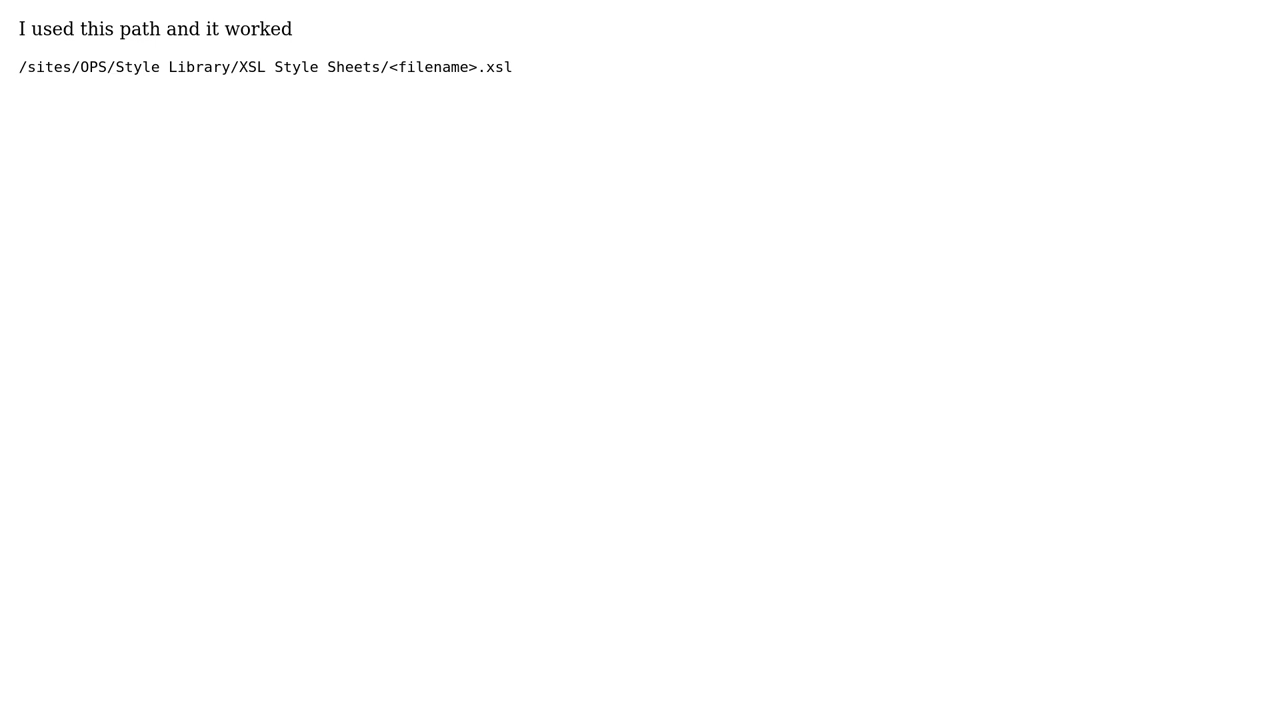 I used this path and it worked
/sites/OPS/Style Library/XSL Style Sheets/<filename>.xsl